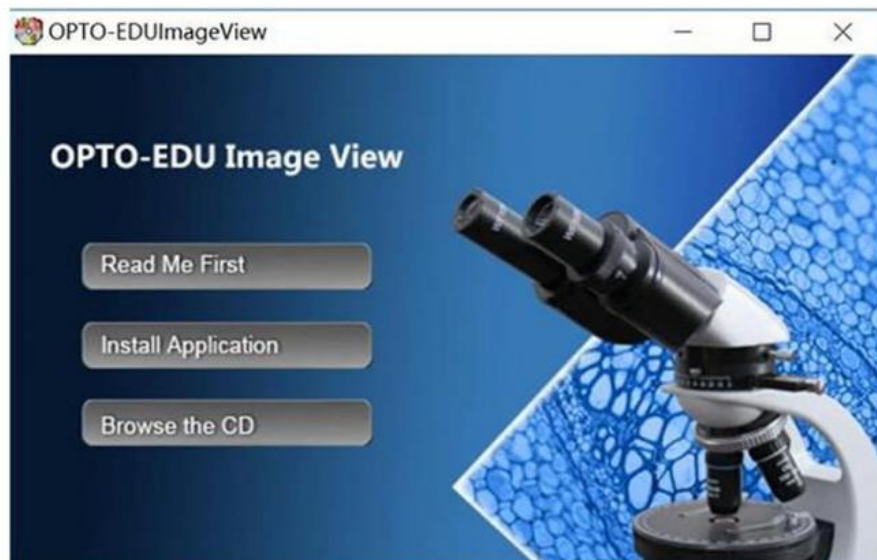 OPTO-EDUImageView
OPTO-EDU Image View
Read Me First
Install Application
Browse the CD